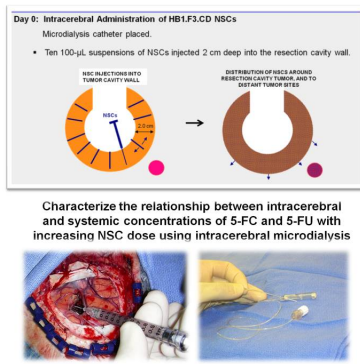 Day 0: Intracerebral Administration of HB1.F3.CD NSCs
Microdialysis catheter placed.
• Ten 100-µL suspensions of NSCs injected 2 cm deep into the resection cavity wall.
NSC INJECTIONS INTO
TUMOR CAVITY WALL
DISTRIBUTION OF NSCS AROUND
RESECTION CAVITY TUMOR, AND TO
DISTANT TUMOR SITES
NSCs
2.0 cm
Characterize the relationship between intracerebral
and systemic concentrations of 5-FC and 5-FU with
increasing NSC dose using intracerebral microdialysis